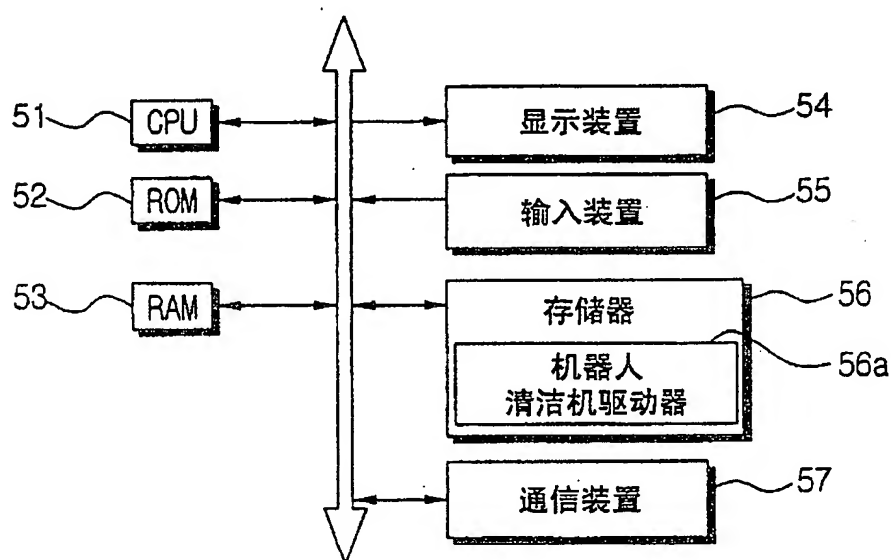 51
CPU
显示装置
54
52
ROM
输入装置
55
53
RAM
存储器
56
机器人
清洁机驱动器
56a
通信装置
57